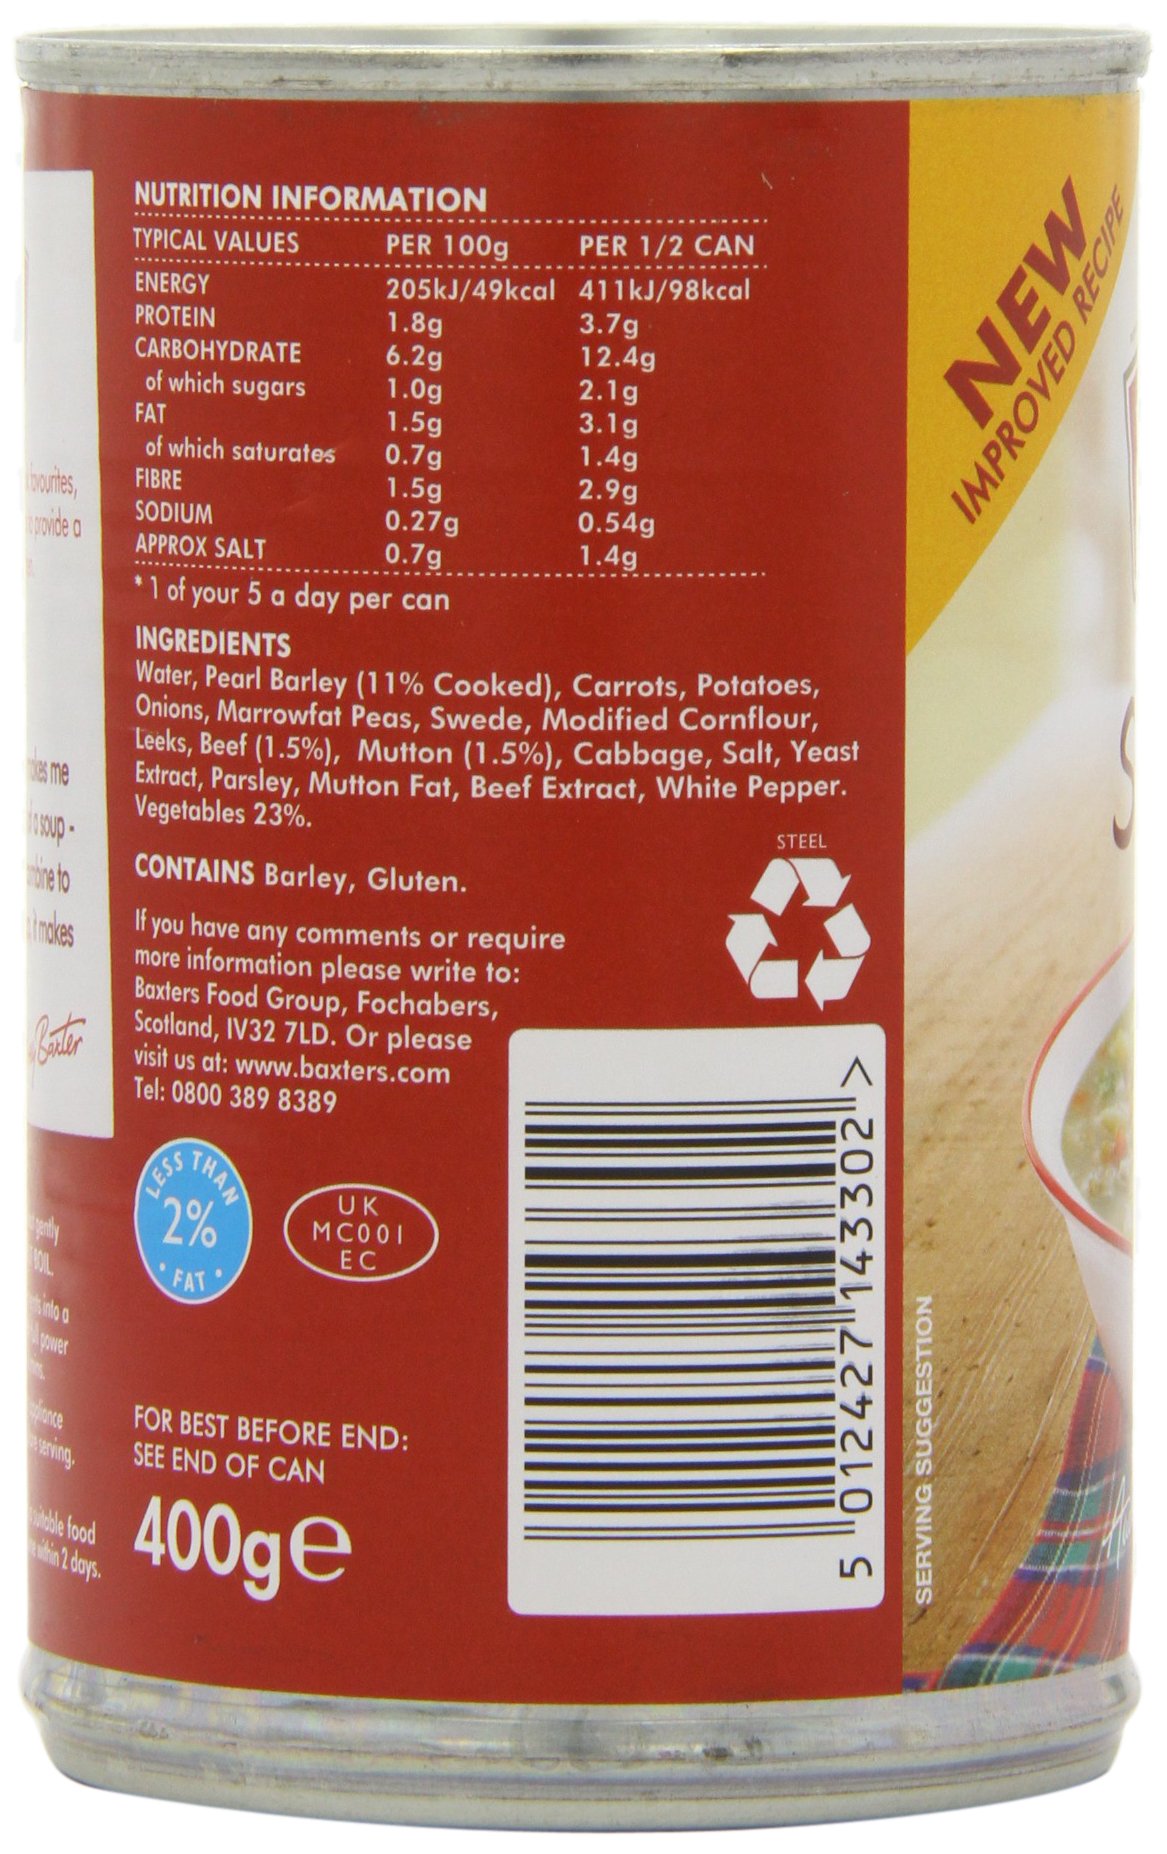 NUTRITION INFORMATION
TYPICAL VALUES PER 100g PER 1/2 CAN
ENERGY 205kJ/49kcal 411kJ/98kcal
PROTEIN 1.8g 3.7g
CARBOHYDRATE 6.2g 12.4g
of which sugars 1.0g 2.1g
FAT 1.5g 3.1g
of which saturates 0.7g 1.4g
FIBRE 1.5g 2.9g
SODIUM 0.27g 0.54g
APPROX SALT 0.7g 1.4g
* 1 of your 5 a day per can
INGREDIENTS
Water, Pearl Barley (11% Cooked), Carrots, Potatoes,
Onions, Marrowfat Peas, Swede, Modified Cornflour,
Leeks, Beef (1.5%), Mutton (1.5%), Cabbage, Salt, Yeast
Extract, Parsley, Mutton Fat, Beef Extract, White Pepper.
Vegetables 23%.
CONTAINS Barley, Gluten.
If you have any comments or require
more information please write to:
Baxters Food Group, Fochabers,
Scotland, IV32 7LD. Or please
visit us at: www.baxters.com
Tel: 0800 389 8389
STEEL
LESS THAN
2%
• FAT •
UK
MC001
EC
5 012427 143302 >
FOR BEST BEFORE END:
SEE END OF CAN
400g℮
NEW
IMPROVED RECIPE
SERVING SUGGESTION
favourites,
provide a
makes me
of a soup -
combine to
it makes
Baxter
gently
BOIL.
into a
power
appliance
serving.
suitable food
within 2 days.